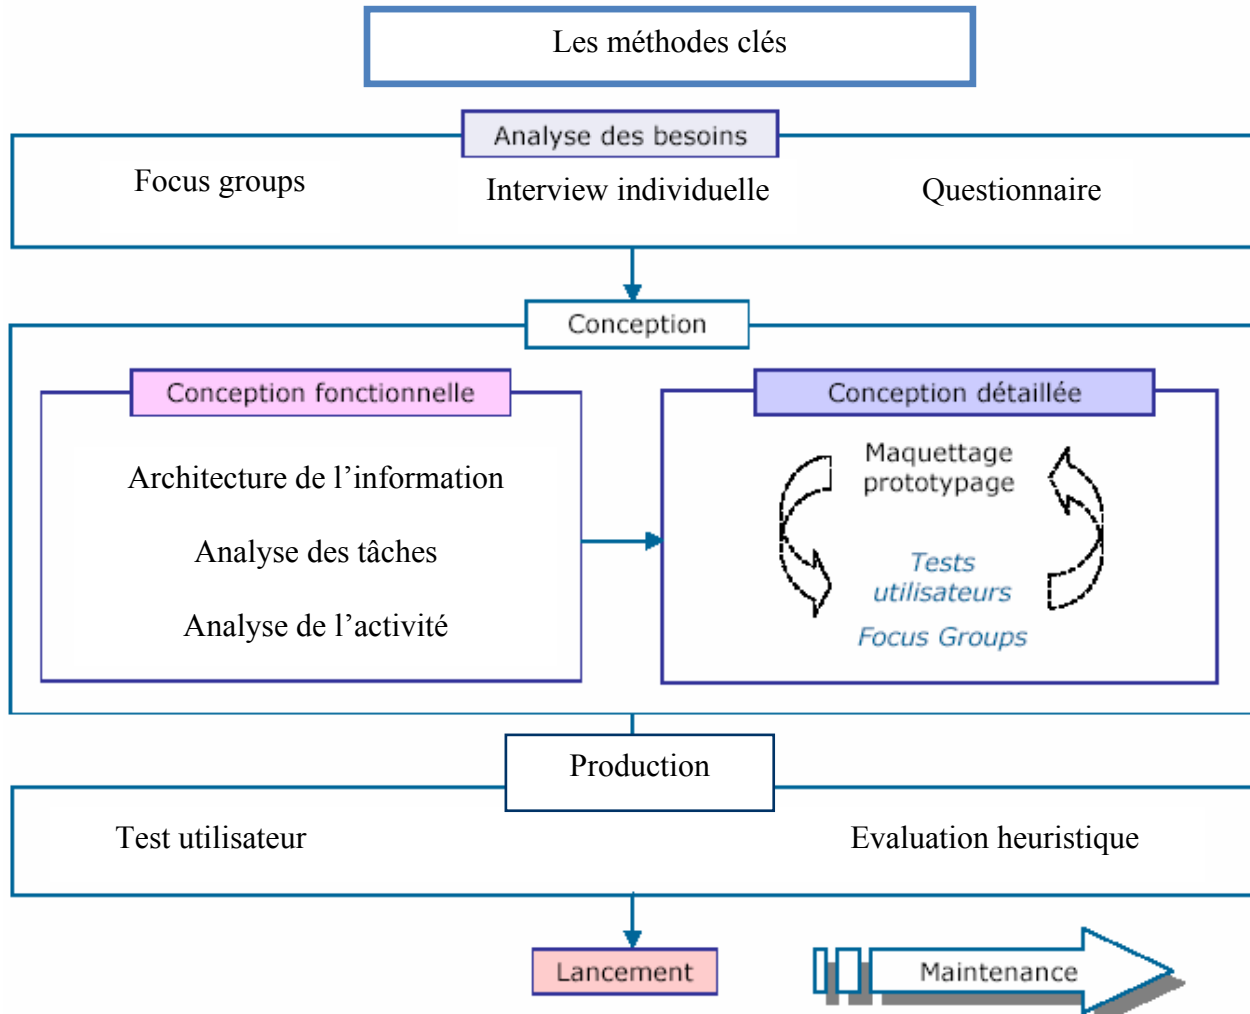 Les méthodes clés
Analyse des besoins
Focus groups
Interview individuelle
Questionnaire
Conception
Conception fonctionnelle
Architecture de l’information
Analyse des tâches
Analyse de l’activité
Conception détaillée
Maquettage
prototypage
Tests
utilisateurs
Focus Groups
Production
Test utilisateur
Evaluation heuristique
Lancement
Maintenance